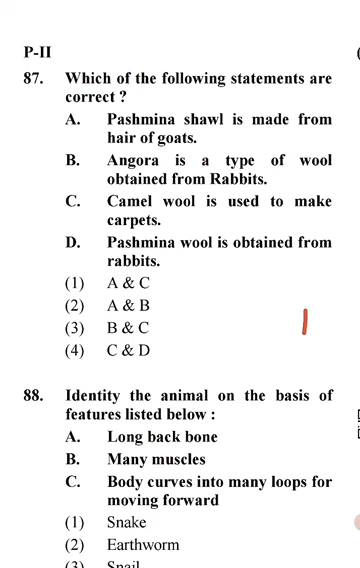 P-II
87. Which of the following statements are
correct ?
A. Pashmina shawl is made from
hair of goats.
B. Angora is a type of wool
obtained from Rabbits.
C. Camel wool is used to make
carpets.
D. Pashmina wool is obtained from
rabbits.
(1) A & C
(2) A & B
(3) B & C
(4) C & D
88. Identity the animal on the basis of
features listed below :
A. Long back bone
B. Many muscles
C. Body curves into many loops for
moving forward
(1) Snake
(2) Earthworm
(3) Snail